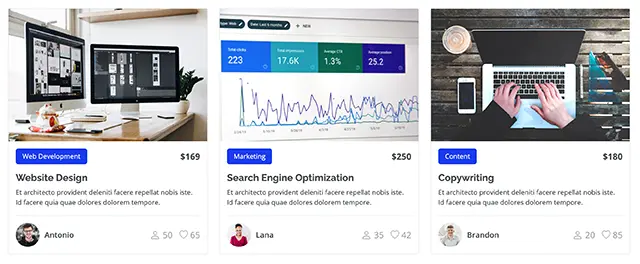 Date: Last 6 months
+ NEW
Total clicks
Total impressions
Average CTR
Average position
223
17.6K
1.3%
25.2
Web Development
$169
Website Design
Et architecto provident deleniti facere repellat nobis iste.
Id facere quia quae dolores dolorem tempore.
Antonio
50
65
Marketing
$250
Search Engine Optimization
Et architecto provident deleniti facere repellat nobis iste.
Id facere quia quae dolores dolorem tempore.
Lana
35
42
Content
$180
Copywriting
Et architecto provident deleniti facere repellat nobis iste.
Id facere quia quae dolores dolorem tempore.
Brandon
20
85